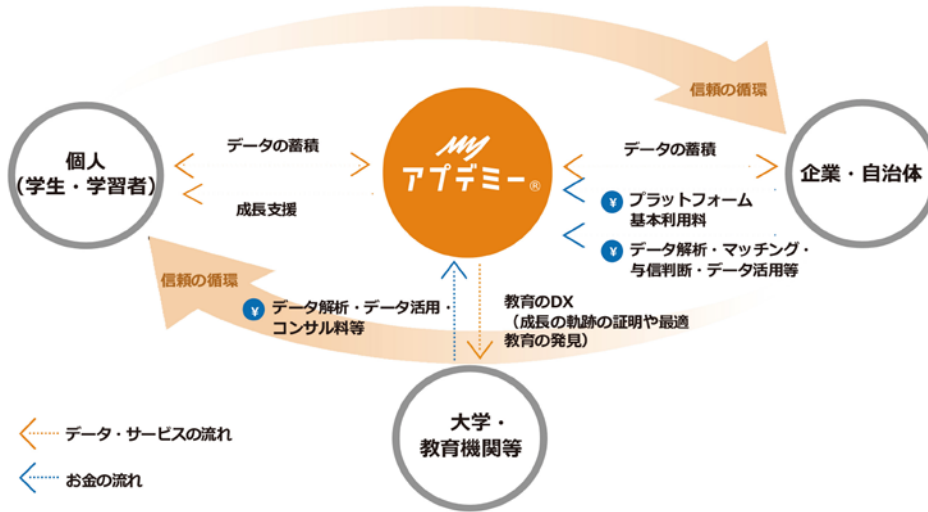 信頼の循環
個人
(学生・学習者)
データの蓄積
成長支援
my
アプデミー®
データの蓄積
¥ プラットフォーム
基本利用料
¥ データ解析・マッチング・
与信判断・データ活用等
企業・自治体
信頼の循環
¥ データ解析・データ活用・
コンサル料等
教育のDX
(成長の軌跡の証明や最適
教育の発見)
大学・
教育機関等
データ・サービスの流れ
お金の流れ